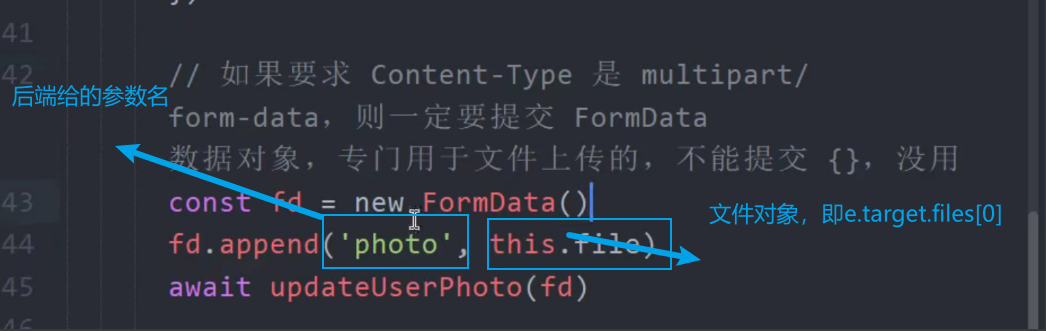 })
41
42 // 如果要求 Content-Type 是 multipart/
后端给的参数名
form-data，则一定要提交 FormData
数据对象，专门用于文件上传的，不能提交 {}，没用
43 const fd = new FormData()
文件对象，即e.target.files[0]
44 fd.append('photo', this.file)
45 await updateUserPhoto(fd)
46